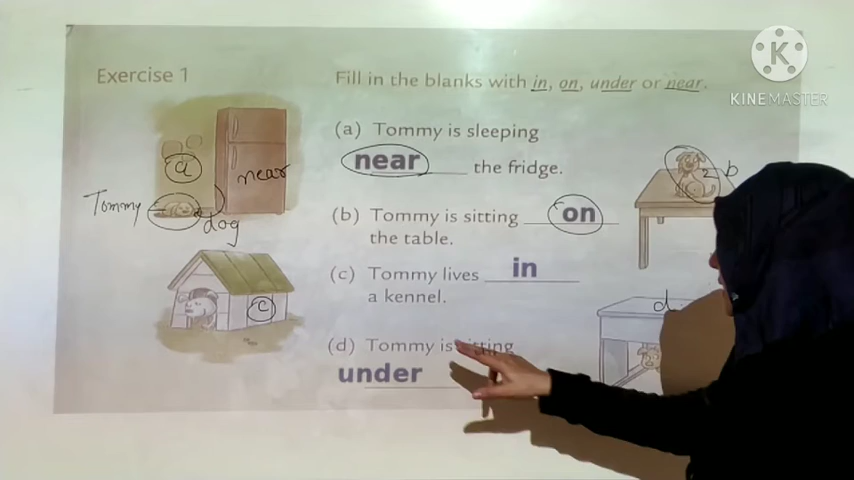 Exercise 1
Fill in the blanks with in, on, under or near.
KINEMASTER
(a) Tommy is sleeping
near the fridge.
a
near
b
Tommy
dog
(b) Tommy is sitting on
the table.
(c) Tommy lives in
a kennel.
c
d
(d) Tommy is sitting
under